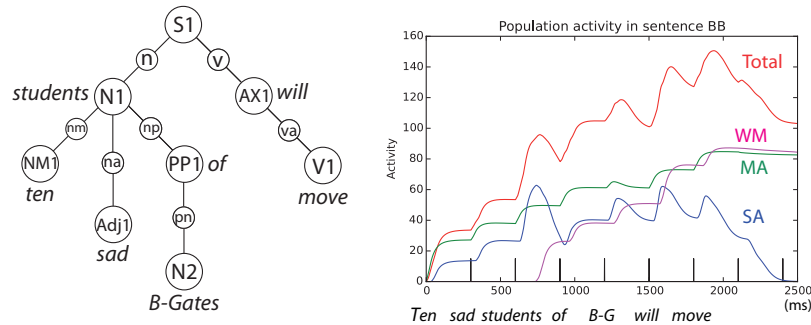 S1
n
v
students
N1
AX1
will
nm
np
va
na
NM1
PP1
of
V1
ten
move
pn
Adj1
sad
N2
B-Gates
Population activity in sentence BB
160
140
120
100
80
60
40
20
0
Activity
Total
WM
MA
SA
0
500
1000
1500
2000
2500
(ms)
Ten sad students of B-G will move